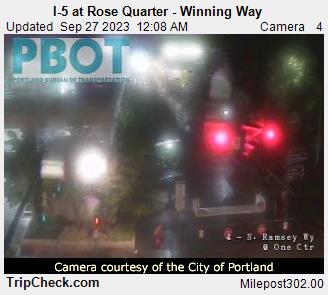 I-5 at Rose Quarter - Winning Way
Updated Sep 27 2023 12:08 AM Camera 4
PBOT
PORTLAND BUREAU OF TRANSPORTATION
4 - N. Ramsey Wy
@ One Ctr
Camera courtesy of the City of Portland
TripCheck.com Milepost302.00